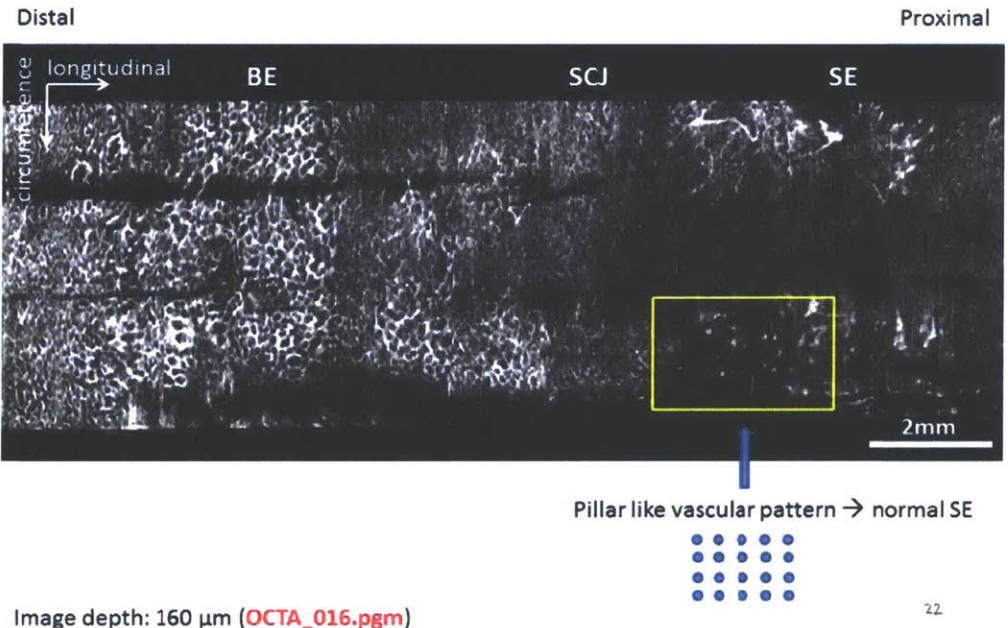 Distal
Proximal
longitudinal
circumference
BE
SCJ
SE
2mm
Pillar like vascular pattern → normal SE
Image depth: 160 µm (OCTA_016.pgm)
22